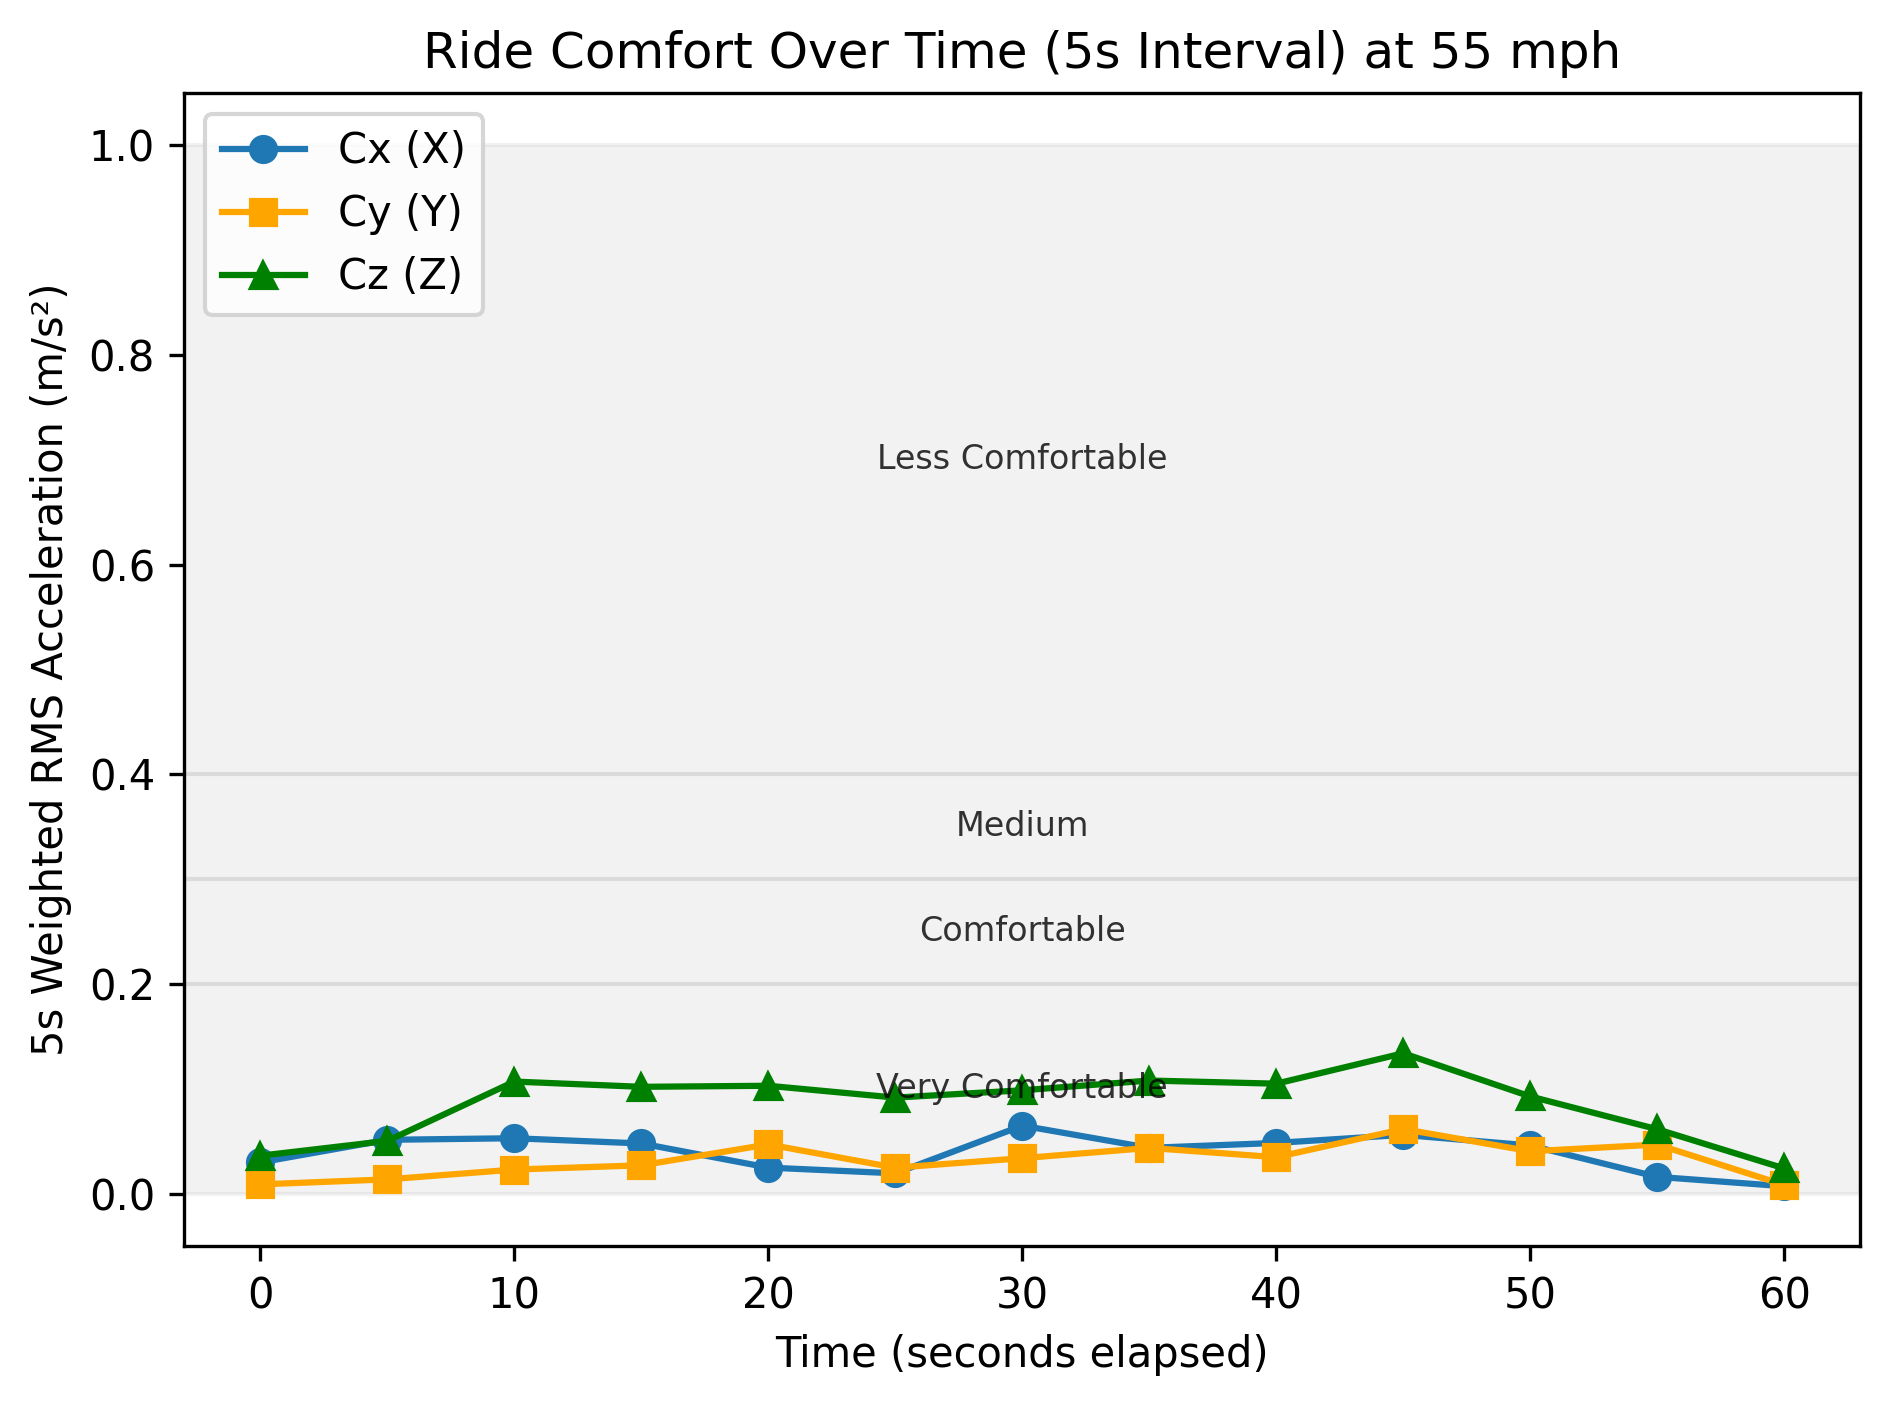 Ride Comfort Over Time (5s Interval) at 55 mph
Cx (X)
Cy (Y)
Cz (Z)
5s Weighted RMS Acceleration (m/s²)
1.0
0.8
0.6
0.4
0.2
0.0
Less Comfortable
Medium
Comfortable
Very Comfortable
0 10 20 30 40 50 60
Time (seconds elapsed)